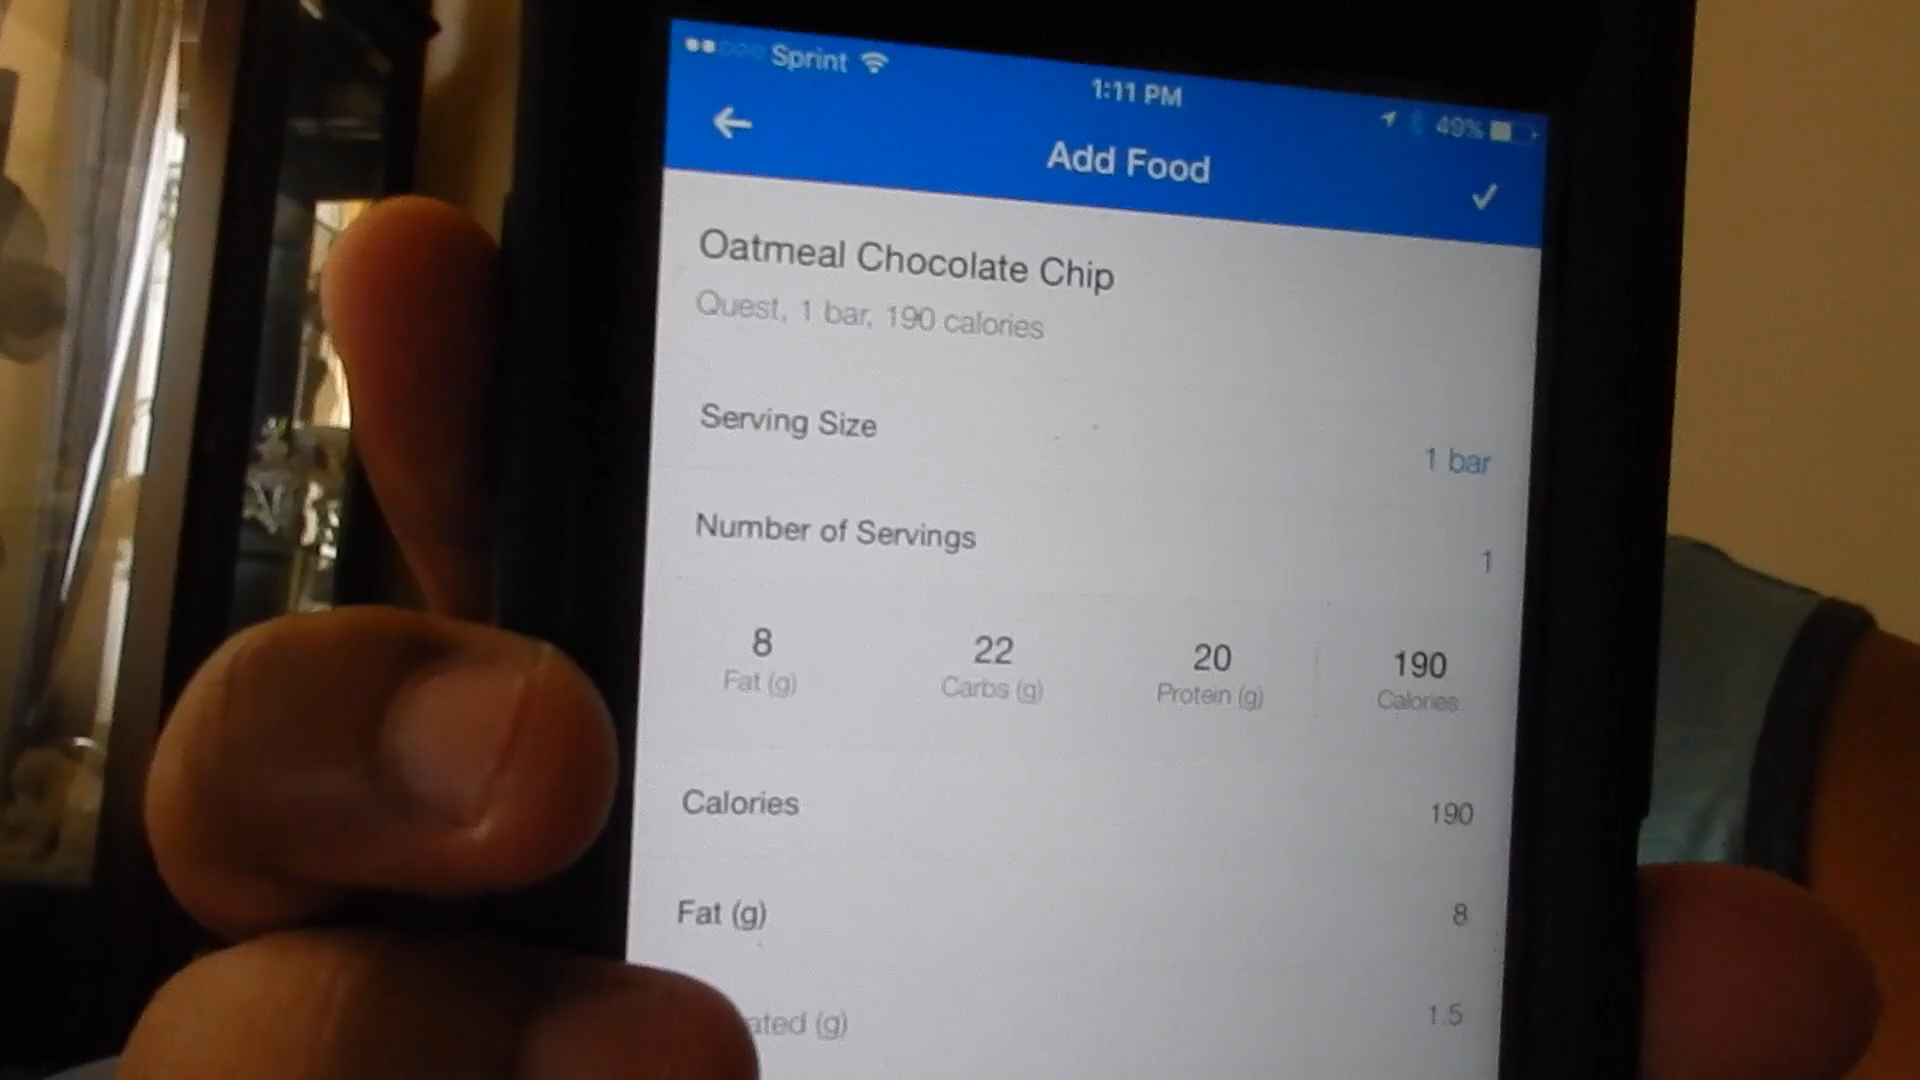 Sprint
1:11 PM
49%
Add Food
Oatmeal Chocolate Chip
Quest, 1 bar, 190 calories
Serving Size
1 bar
Number of Servings
1
8
Fat (g)
22
Carbs (g)
20
Protein (g)
190
Calories
Calories
190
Fat (g)
8
ated (g)
1.5